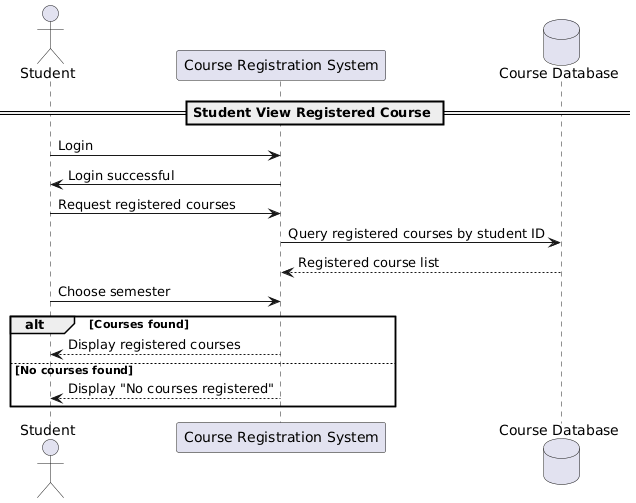 Student
Course Registration System
Course Database
Student View Registered Course
Login
Login successful
Request registered courses
Query registered courses by student ID
Registered course list
Choose semester
alt [Courses found]
Display registered courses
[No courses found]
Display "No courses registered"
Student
Course Registration System
Course Database